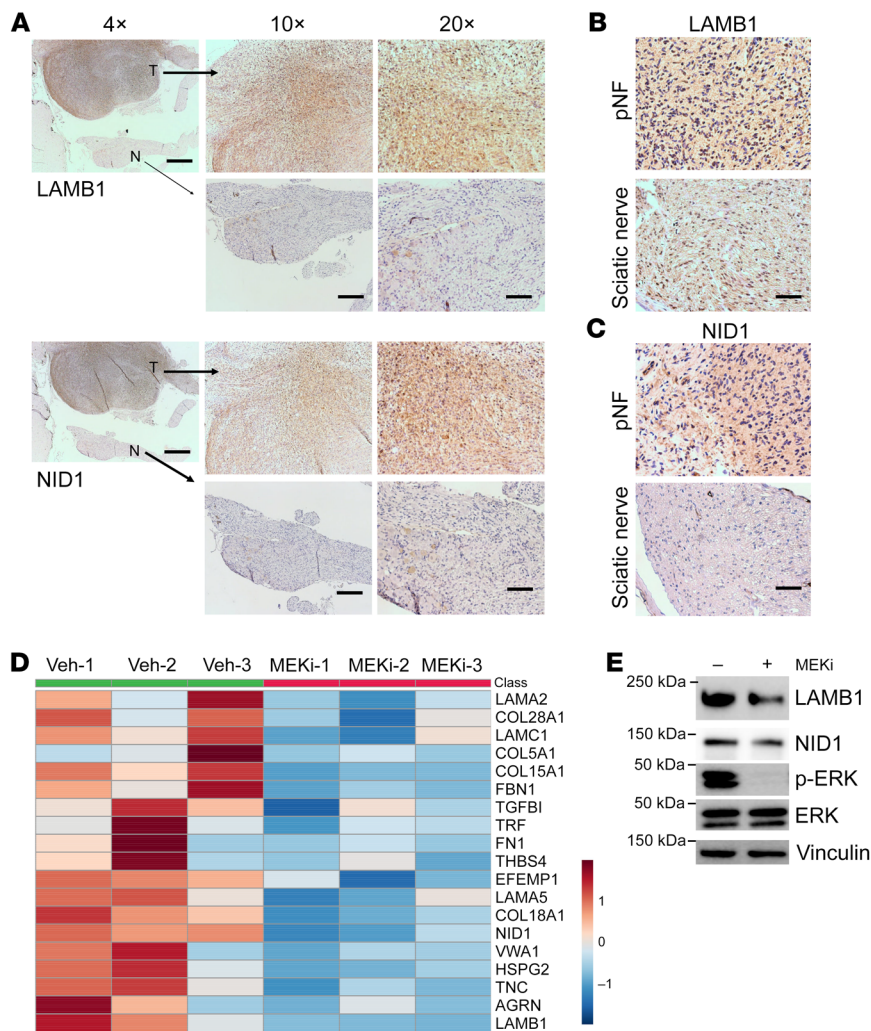 A
4× 10× 20×
T
N
LAMB1
T
N
NID1
B
LAMB1
pNF
Sciatic nerve
C
NID1
pNF
Sciatic nerve
D
Veh-1 Veh-2 Veh-3 MEKi-1 MEKi-2 MEKi-3
Class
LAMA2
COL28A1
LAMC1
COL5A1
COL15A1
FBN1
TGFBI
TRF
FN1
THBS4
EFEMP1
LAMA5
COL18A1
NID1
VWA1
HSPG2
TNC
AGRN
LAMB1
1
0
−1
E
− + MEKi
250 kDa LAMB1
150 kDa NID1
50 kDa p-ERK
50 kDa ERK
150 kDa Vinculin